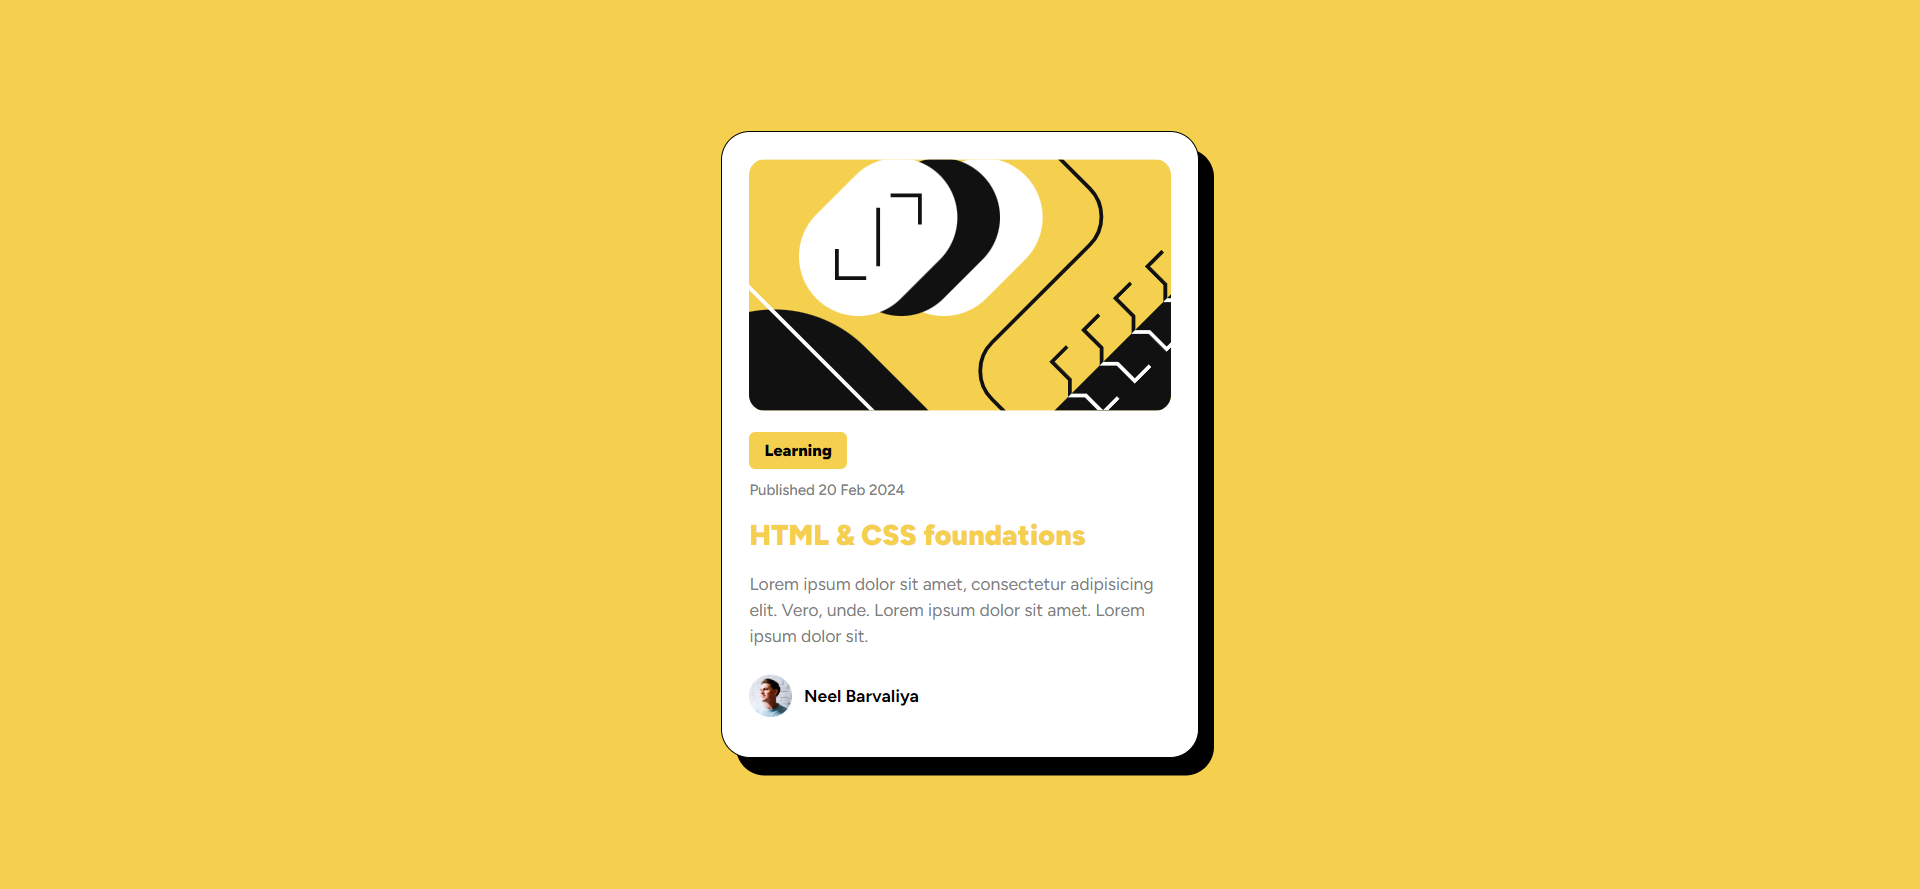 Learning
Published 20 Feb 2024
HTML & CSS foundations
Lorem ipsum dolor sit amet, consectetur adipisicing
elit. Vero, unde. Lorem ipsum dolor sit amet. Lorem
ipsum dolor sit.
Neel Barvaliya